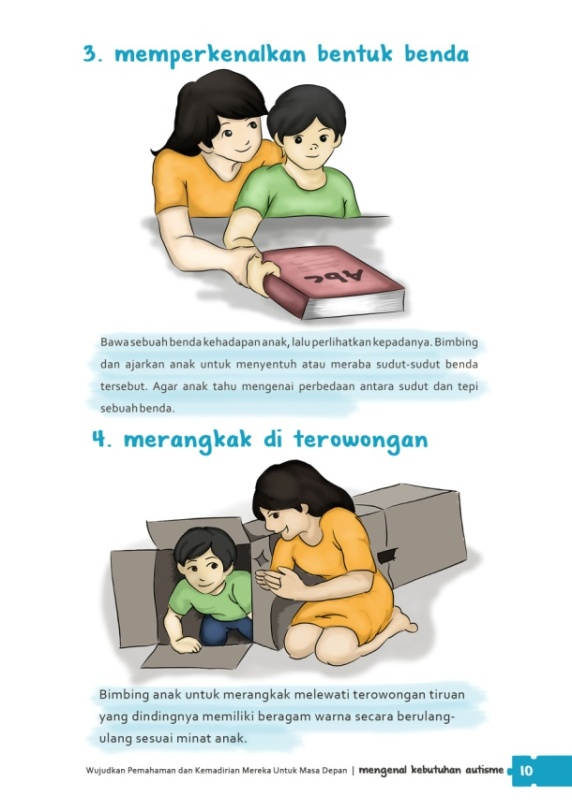 3. memperkenalkan bentuk benda
Abc
Bawa sebuah benda kehadapan anak, lalu perlihatkan kepadanya. Bimbing
dan ajarkan anak untuk menyentuh atau meraba sudut-sudut benda
tersebut. Agar anak tahu mengenai perbedaan antara sudut dan tepi
sebuah benda.
4. merangkak di terowongan
Bimbing anak untuk merangkak melewati terowongan tiruan
yang dindingnya memiliki beragam warna secara berulang-
ulang sesuai minat anak.
Wujudkan Pemahaman dan Kemadirian Mereka Untuk Masa Depan | mengenal kebutuhan autisme 10